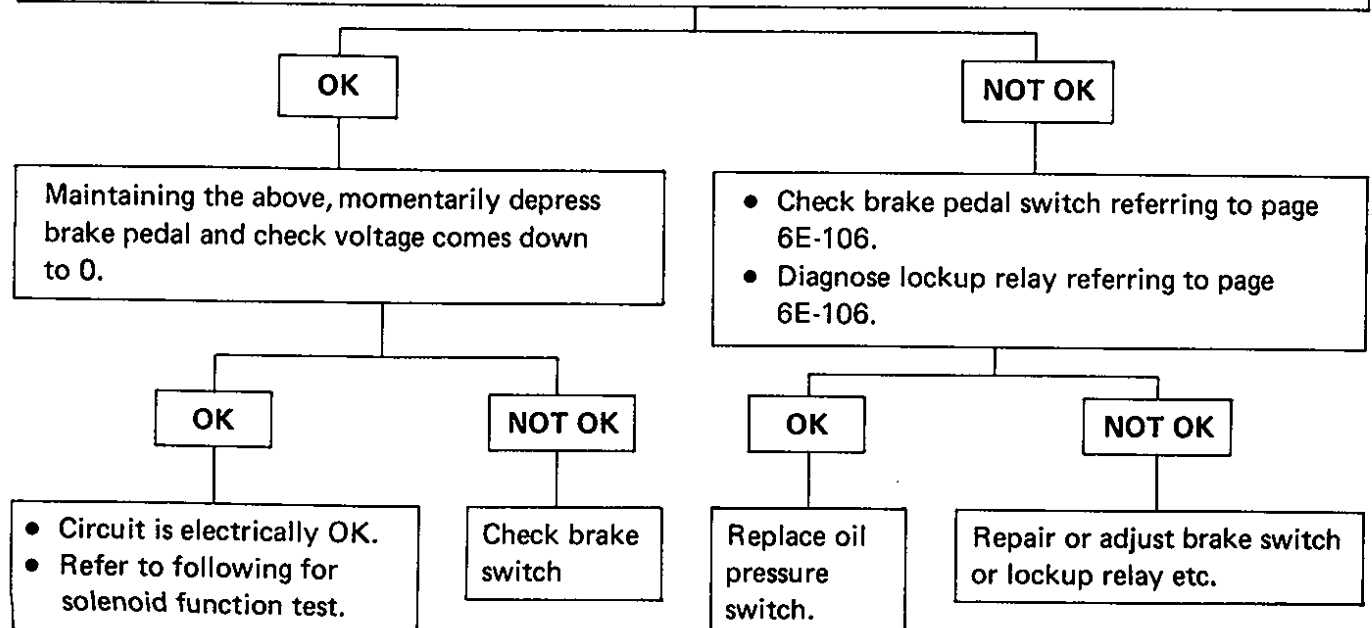 OK
NOT OK
Maintaining the above, momentarily depress
brake pedal and check voltage comes down
to 0.
• Check brake pedal switch referring to page
6E-106.
• Diagnose lockup relay referring to page
6E-106.
OK
NOT OK
OK
NOT OK
• Circuit is electrically OK.
• Refer to following for
solenoid function test.
Check brake
switch
Replace oil
pressure
switch.
Repair or adjust brake switch
or lockup relay etc.